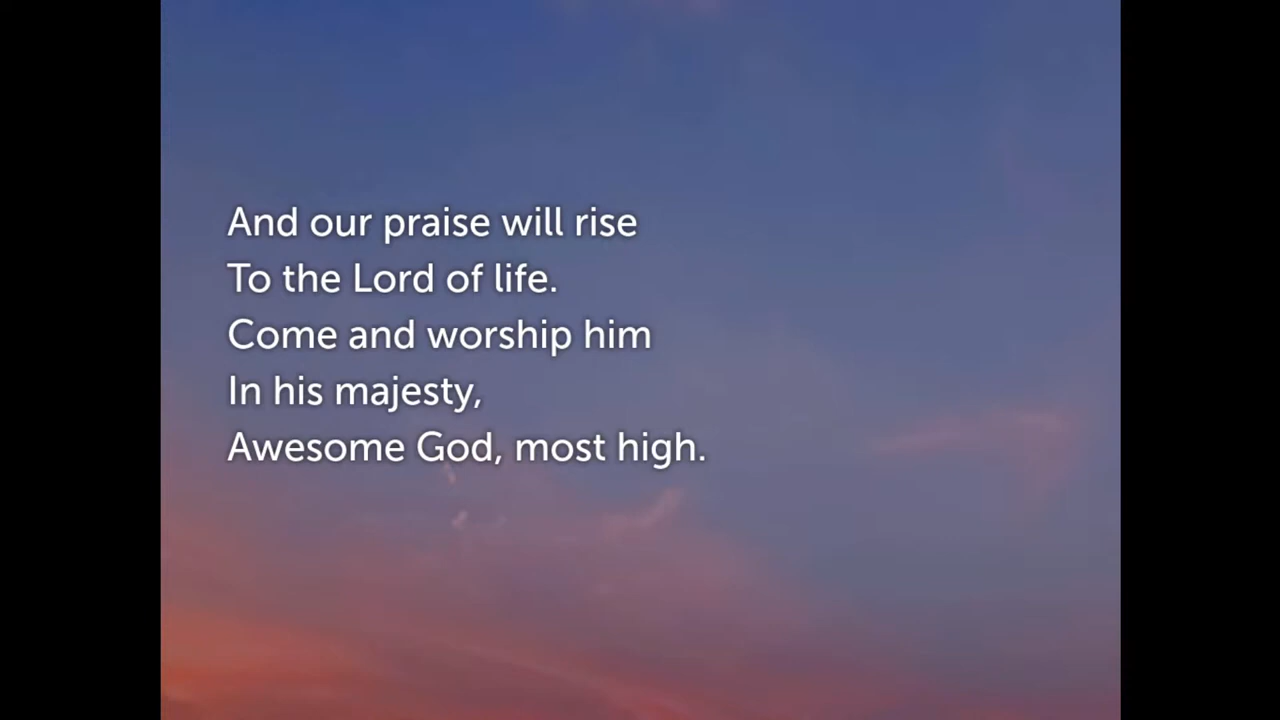 And our praise will rise
To the Lord of life.
Come and worship him
In his majesty,
Awesome God, most high.